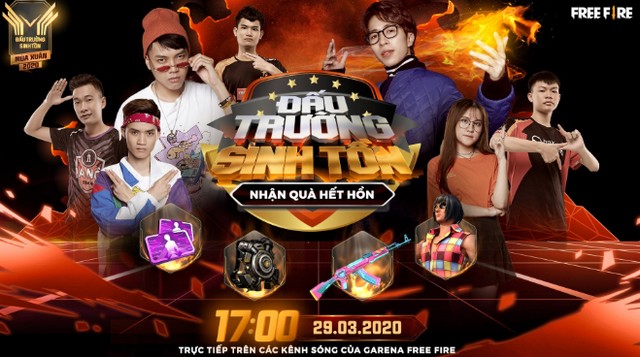 ĐẤU TRƯỜNG
SINH TỒN
MÙA XUÂN
2020
FREE FIRE
ĐẤU
TRƯỜNG
SINH TỒN
NHẬN QUÀ HẾT HỒN
17:00 29.03.2020
TRỰC TIẾP TRÊN CÁC KÊNH SÓNG CỦA GARENA FREE FIRE